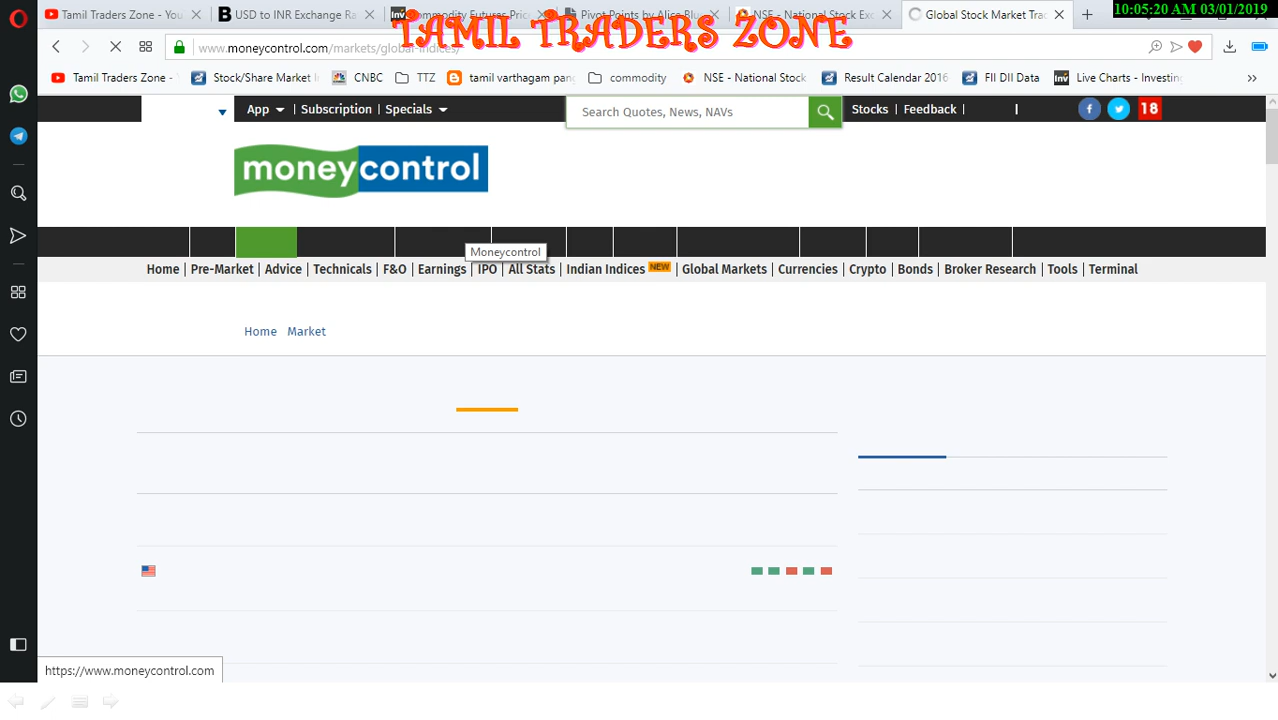 10:05:20 AM 03/01/2019
TAMIL TRADERS ZONE
Tamil Traders Zone - You
USD to INR Exchange Ra
Commodity Futures Price
Pivot Points by Alice Blu
NSE - National Stock Exc
Global Stock Market Trad
www.moneycontrol.com/markets/global-indices/
Tamil Traders Zone - Stock/Share Market I CNBC TTZ tamil varthagam pang commodity NSE - National Stock Result Calendar 2016 FII DII Data Live Charts - Investing
App Subscription Specials Search Quotes, News, NAVs Stocks Feedback | | f 18
moneycontrol
Moneycontrol
Home | Pre-Market | Advice | Technicals | F&O | Earnings | IPO | All Stats | Indian Indices NEW | Global Markets | Currencies | Crypto | Bonds | Broker Research | Tools | Terminal
Home Market
https://www.moneycontrol.com